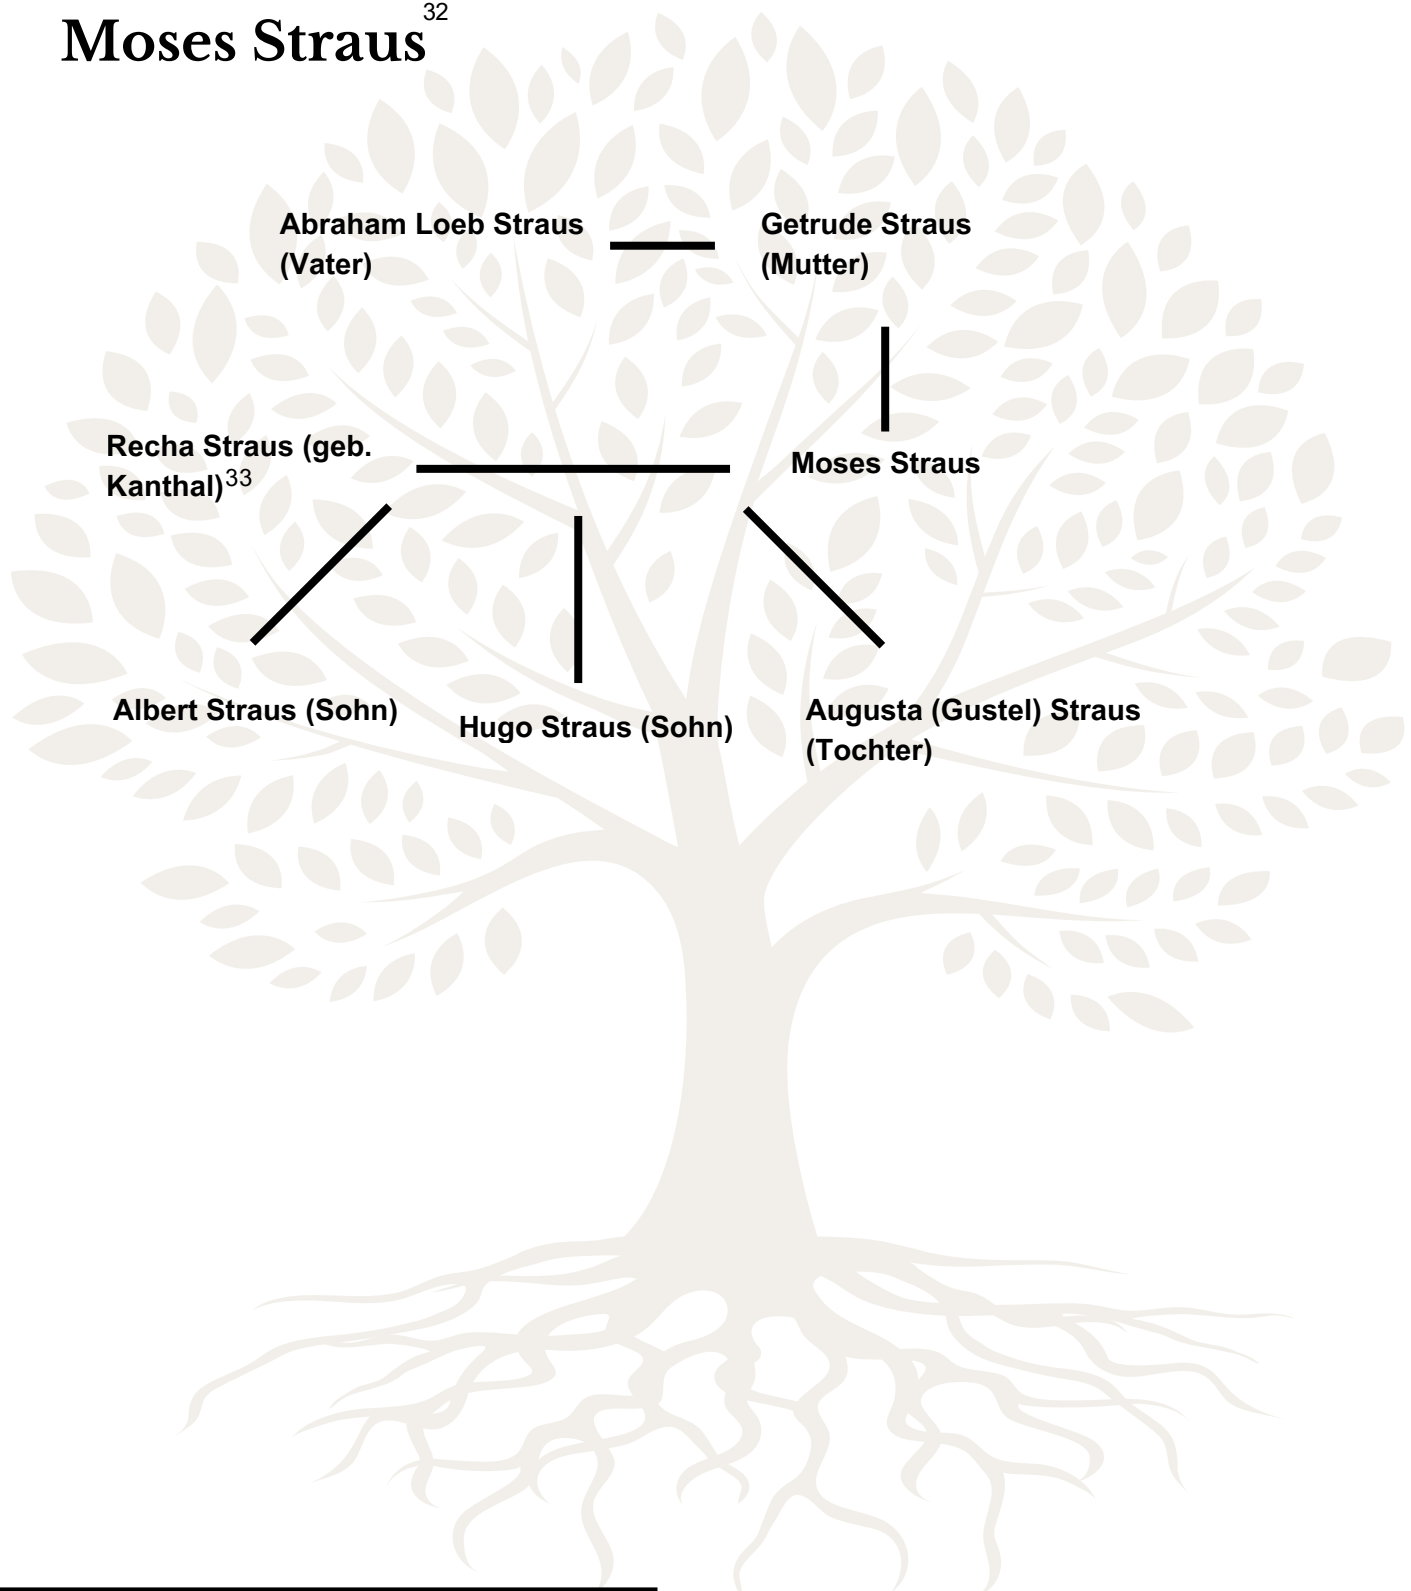 Moses Straus32
Abraham Loeb Straus
(Vater)
Getrude Straus
(Mutter)
Recha Straus (geb.
Kanthal)33
Moses Straus
Albert Straus (Sohn)
Hugo Straus (Sohn)
Augusta (Gustel) Straus
(Tochter)